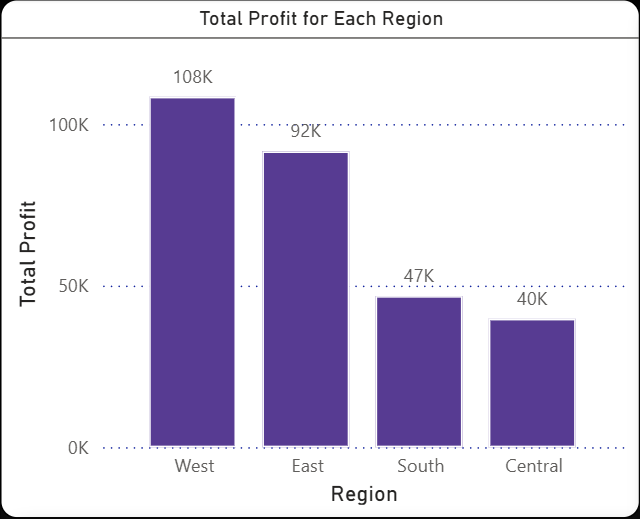 Total Profit for Each Region
Total Profit
100K
50K
0K
108K
92K
47K
40K
West East South Central
Region